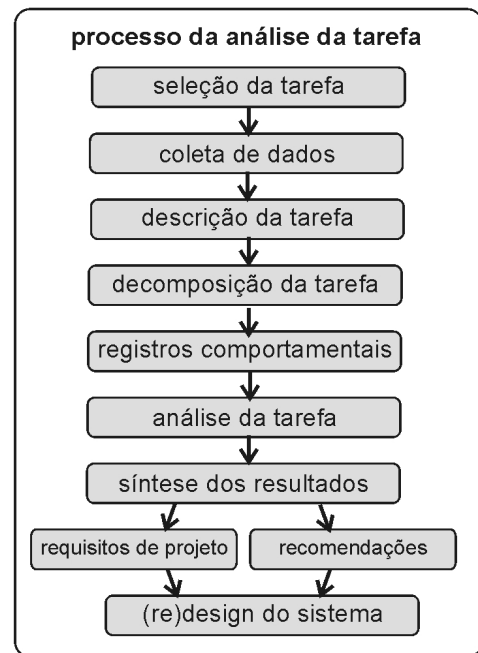 processo da análise da tarefa
seleção da tarefa
coleta de dados
descrição da tarefa
decomposição da tarefa
registros comportamentais
análise da tarefa
síntese dos resultados
requisitos de projeto
recomendações
(re)design do sistema